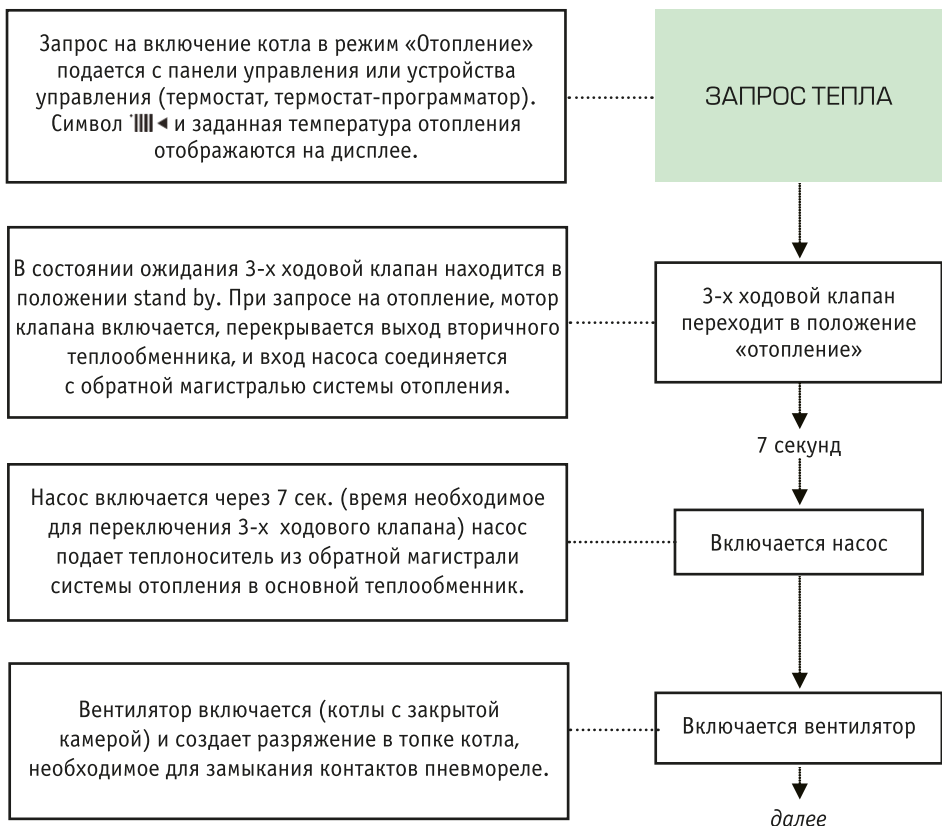 Запрос на включение котла в режим «Отопление»
подается с панели управления или устройства
управления (термостат, термостат-программатор).
Символ и заданная температура отопления
отображаются на дисплее.
ЗАПРОС ТЕПЛА
В состоянии ожидания 3-х ходовой клапан находится в
положении stand by. При запросе на отопление, мотор
клапана включается, перекрывается выход вторичного
теплообменника, и вход насоса соединяется
с обратной магистралью системы отопления.
3-х ходовой клапан
переходит в положение
«отопление»
7 секунд
Насос включается через 7 сек. (время необходимое
для переключения 3-х ходового клапана) насос
подает теплоноситель из обратной магистрали
системы отопления в основной теплообменник.
Включается насос
Вентилятор включается (котлы с закрытой
камерой) и создает разряжение в топке котла,
необходимое для замыкания контактов пневмореле.
Включается вентилятор
далее